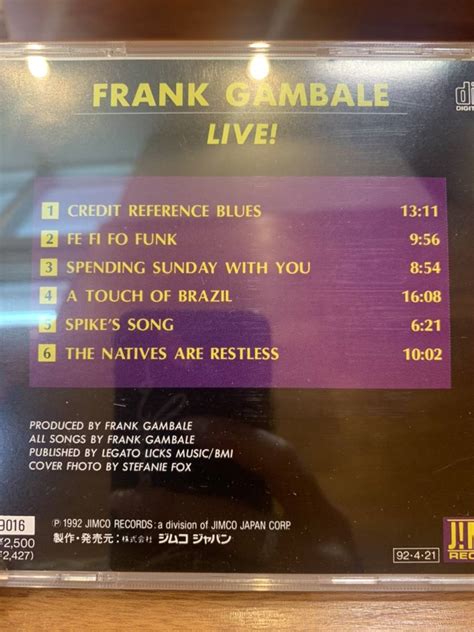 FRANK GAMBALE
LIVE!
1 CREDIT REFERENCE BLUES 13:11
2 FE FI FO FUNK 9:56
3 SPENDING SUNDAY WITH YOU 8:54
4 A TOUCH OF BRAZIL 16:08
5 SPIKE'S SONG 6:21
6 THE NATIVES ARE RESTLESS 10:02
PRODUCED BY FRANK GAMBALE
ALL SONGS BY FRANK GAMBALE
PUBLISHED BY LEGATO LICKS MUSIC/BMI
COVER FHOTO BY STEFANIE FOX
9016
¥2,500
2,427)
℗ 1992 JIMCO RECORDS: a division of JIMCO JAPAN CORP.
製作・発売元:株式会社 ジムコ ジャパン
92・4・21